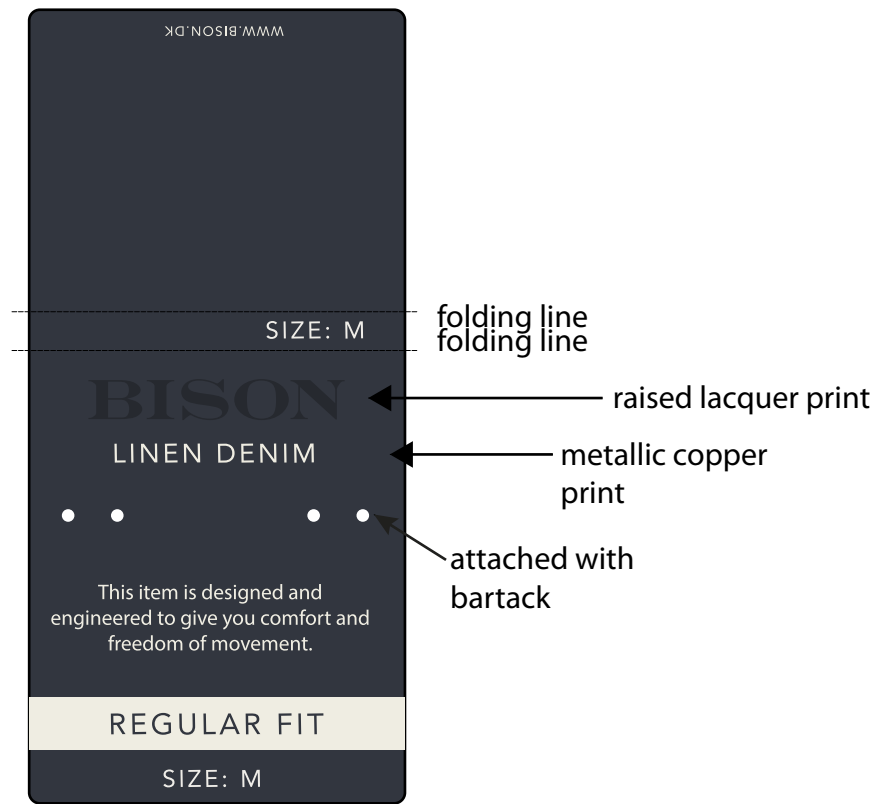 WWW.BISON.DK
folding line
SIZE: M
folding line
BISON
raised lacquer print
LINEN DENIM
metallic copper
print
attached with
bartack
This item is designed and
engineered to give you comfort and
freedom of movement.
REGULAR FIT
SIZE: M